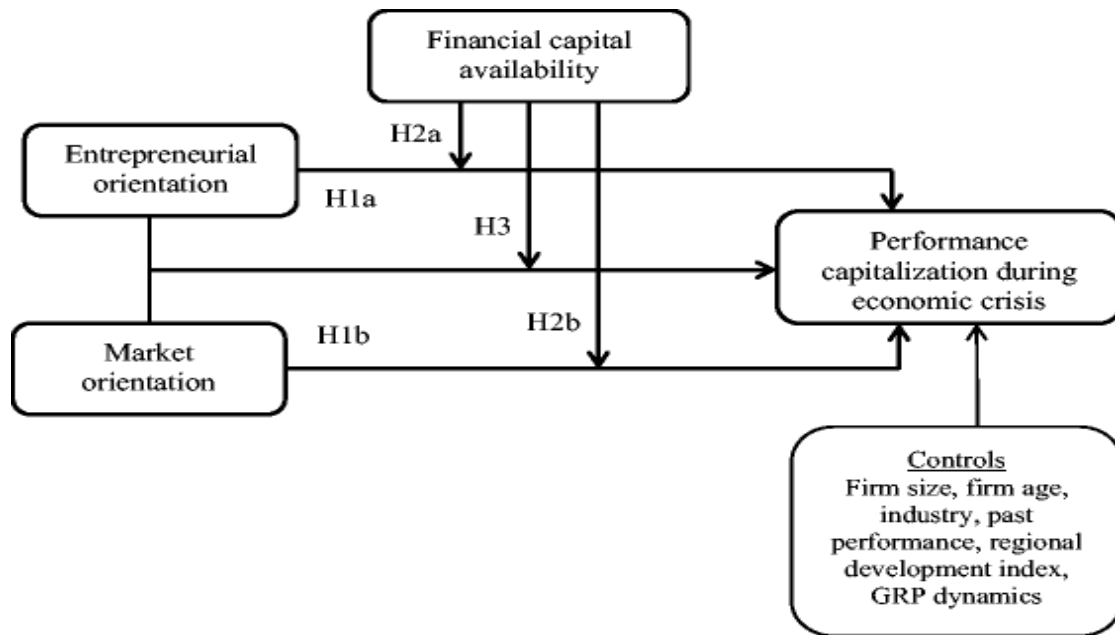 Financial capital
availability
H2a
Entrepreneurial
orientation
H1a
H3
Performance
capitalization during
economic crisis
H2b
H1b
Market
orientation
Controls
Firm size, firm age,
industry, past
performance, regional
development index,
GRP dynamics